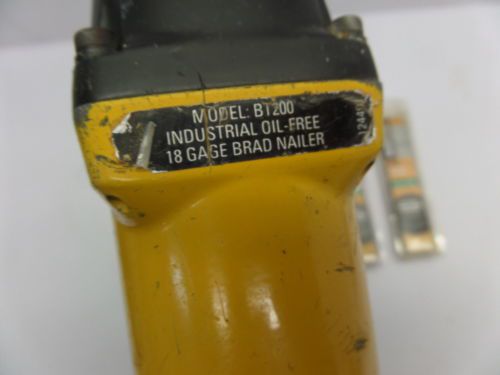 MODEL: BT200
INDUSTRIAL OIL-FREE
18 GAGE BRAD NAILER